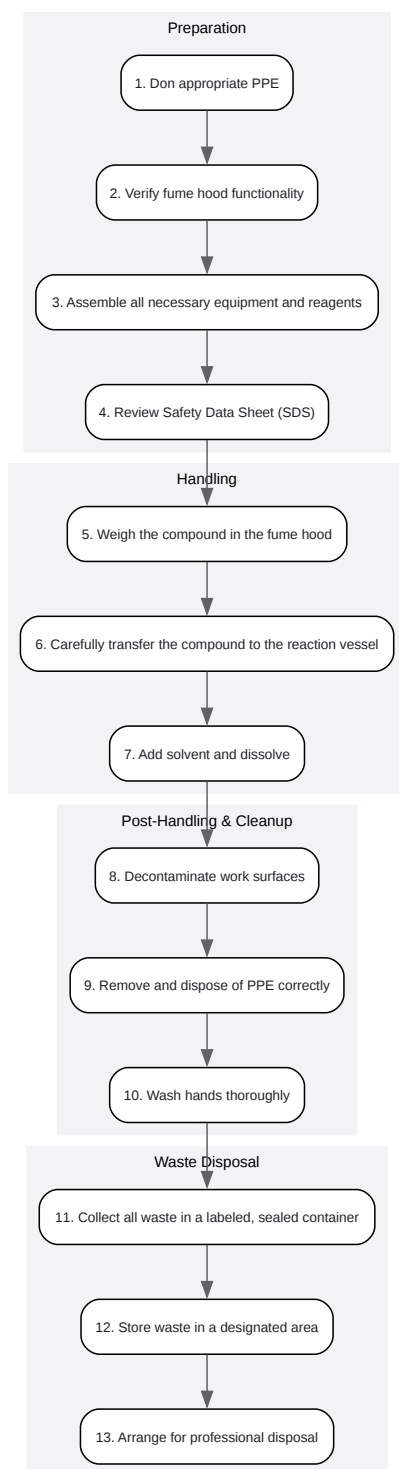 Preparation
1. Don appropriate PPE
2. Verify fume hood functionality
3. Assemble all necessary equipment and reagents
4. Review Safety Data Sheet (SDS)
Handling
5. Weigh the compound in the fume hood
6. Carefully transfer the compound to the reaction vessel
7. Add solvent and dissolve
Post-Handling & Cleanup
8. Decontaminate work surfaces
9. Remove and dispose of PPE correctly
10. Wash hands thoroughly
Waste Disposal
11. Collect all waste in a labeled, sealed container
12. Store waste in a designated area
13. Arrange for professional disposal